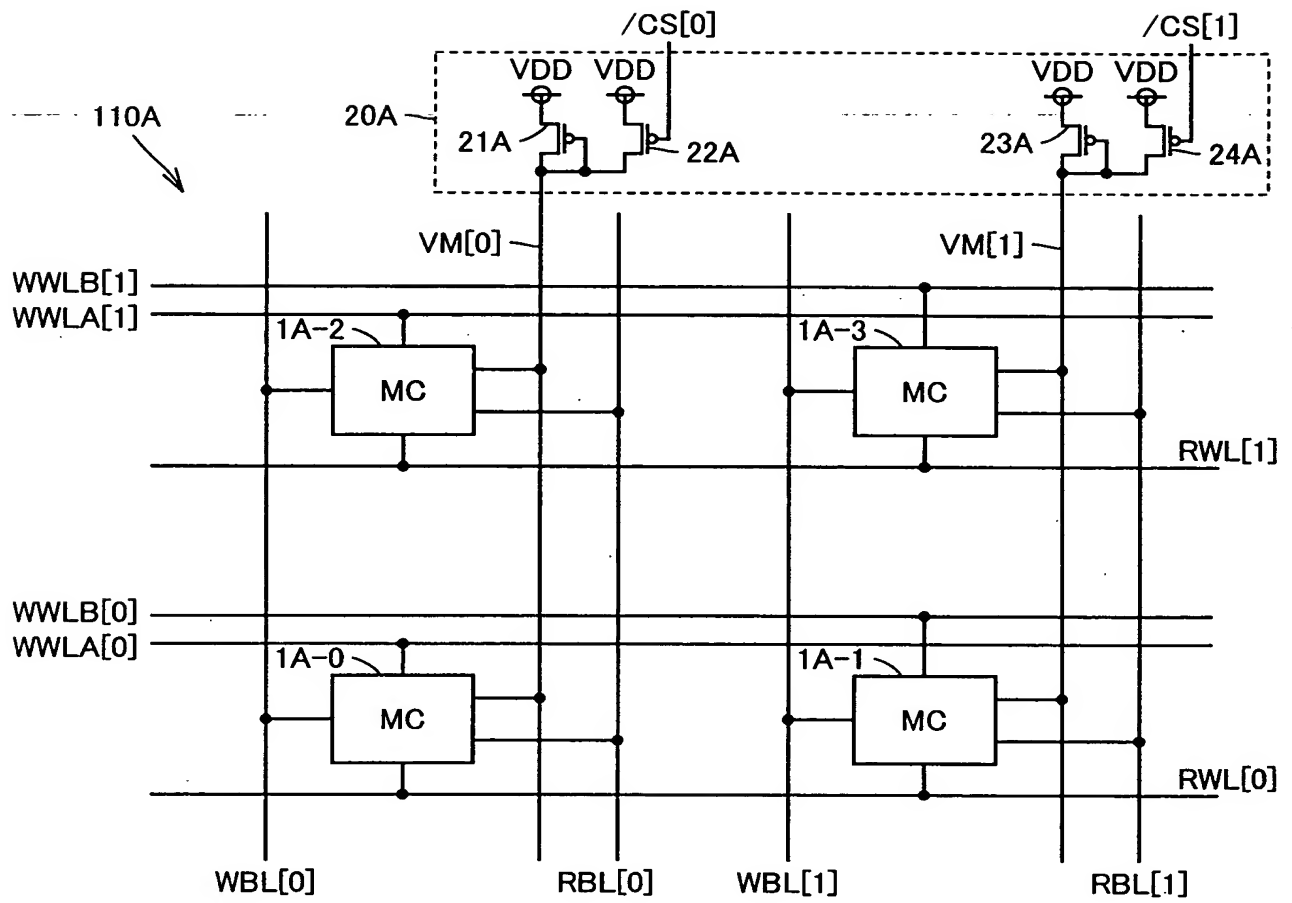 /CS[0] /CS[1]
VDD VDD VDD VDD
110A 20A 21A 22A 23A 24A
VM[0] VM[1]
WWLB[1]
WWLA[1]
1A-2 1A-3
MC MC
RWL[1]
WWLB[0]
WWLA[0]
1A-0 1A-1
MC MC
RWL[0]
WBL[0] RBL[0] WBL[1] RBL[1]